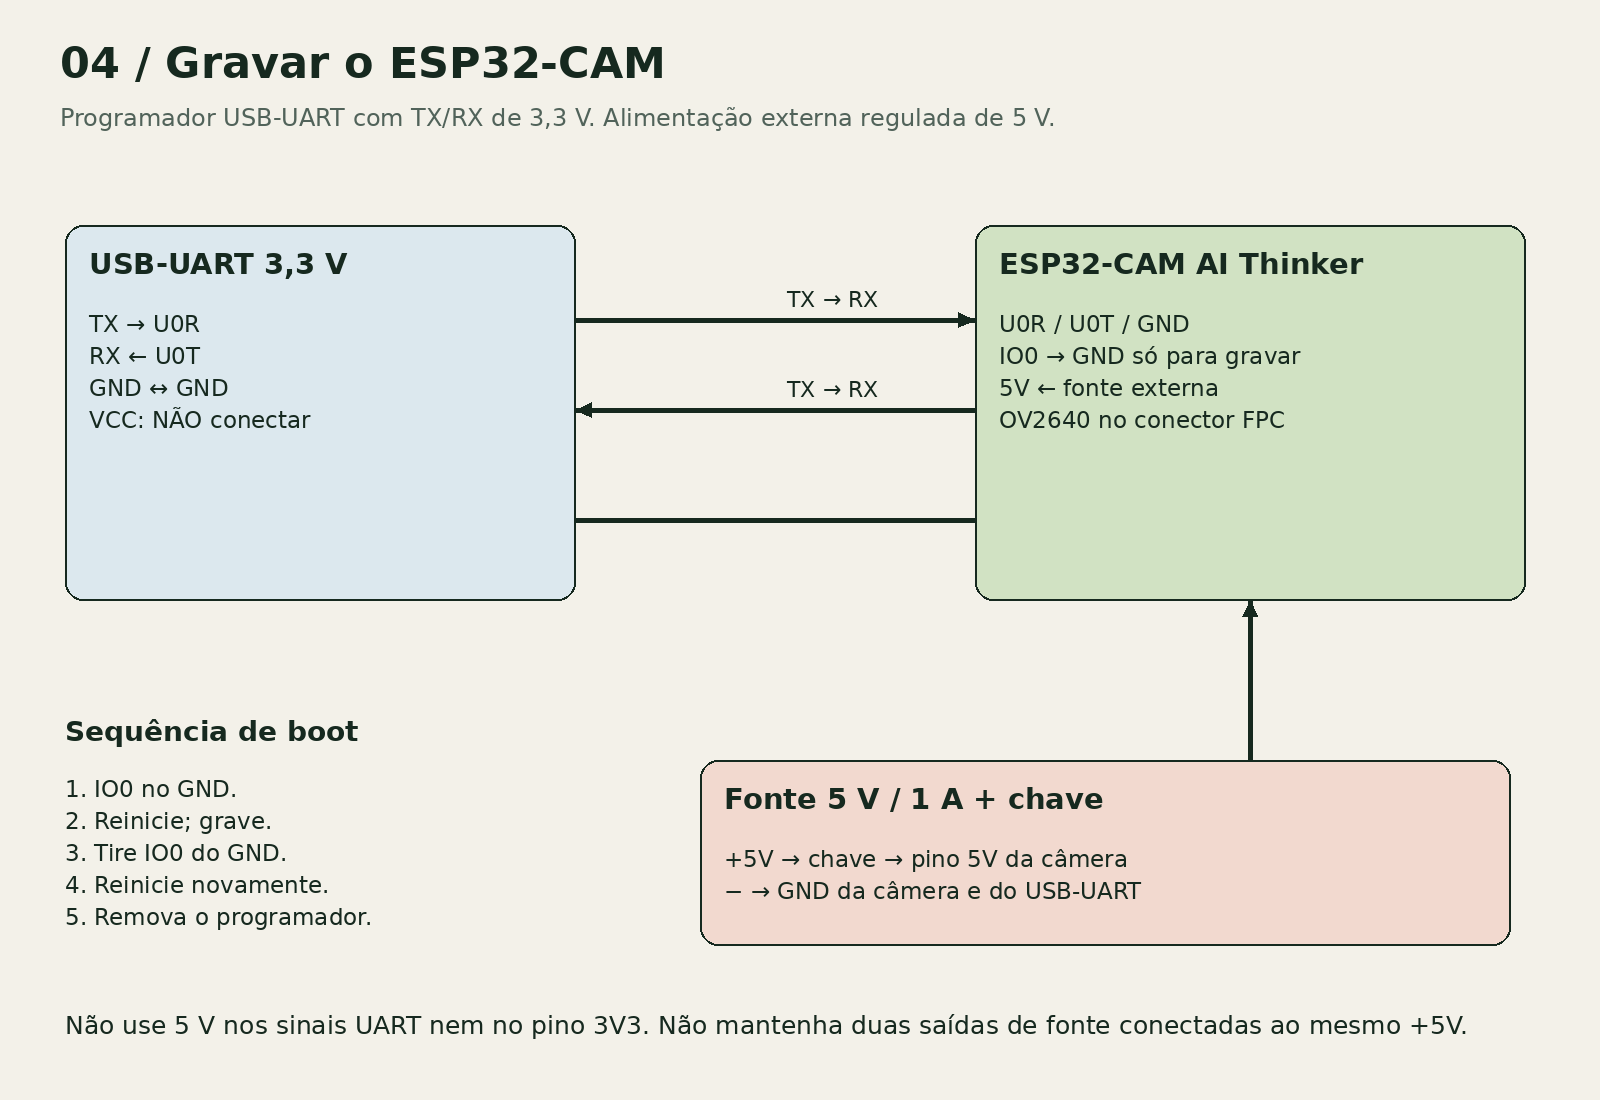 04 / Gravar o ESP32-CAM
Programador USB-UART com TX/RX de 3,3 V. Alimentação externa regulada de 5 V.
USB-UART 3,3 V
TX → U0R
RX ← U0T
GND ↔ GND
VCC: NÃO conectar
TX → RX
TX → RX
ESP32-CAM AI Thinker
U0R / U0T / GND
IO0 → GND só para gravar
5V ← fonte externa
OV2640 no conector FPC
Sequência de boot
1. IO0 no GND.
2. Reinicie; grave.
3. Tire IO0 do GND.
4. Reinicie novamente.
5. Remova o programador.
Fonte 5 V / 1 A + chave
+5V → chave → pino 5V da câmera
− → GND da câmera e do USB-UART
Não use 5 V nos sinais UART nem no pino 3V3. Não mantenha duas saídas de fonte conectadas ao mesmo +5V.